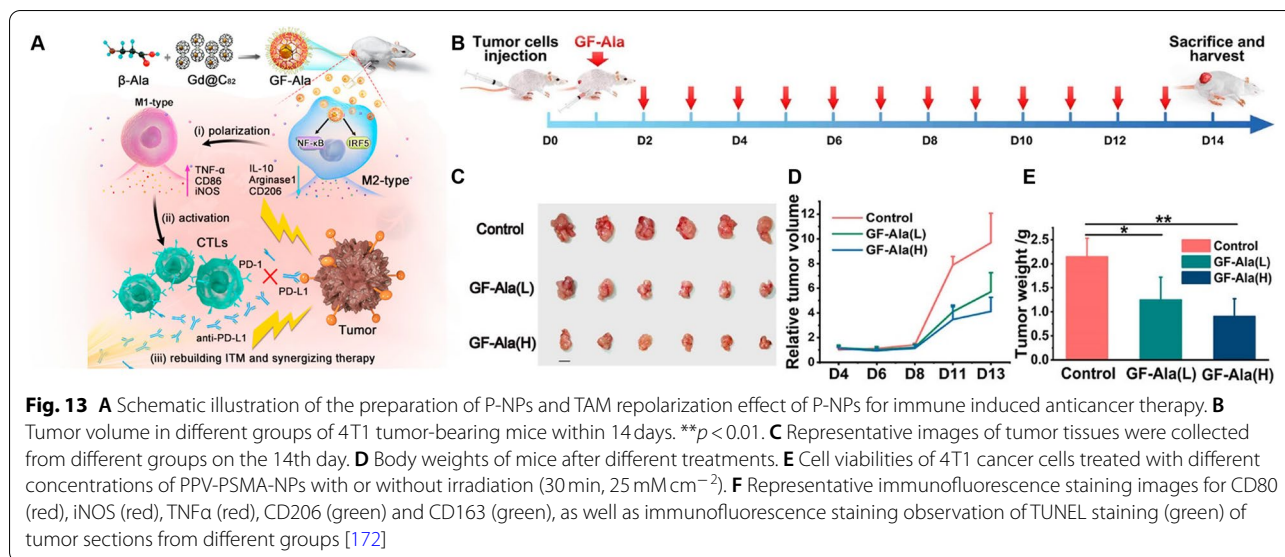 A
β-Ala
+
Gd@C82
GF-Ala
M1-type
(i) polarization
NF-κB
IRF5
TNF-α
CD86
iNOS
IL-10
Arginase1
CD206
M2-type
(ii) activation
CTLs
PD-1
PD-L1
Tumor
anti-PD-L1
(iii) rebuilding ITM and synergizing therapy
B
Tumor cells
injection
GF-Ala
Sacrifice and
harvest
D0
D2
D4
D6
D8
D10
D12
D14
C
Control
GF-Ala(L)
GF-Ala(H)
D
Relative tumor volume
12
10
8
6
4
2
0
Control
GF-Ala(L)
GF-Ala(H)
D4 D6 D8 D11 D13
E
Tumor weight /g
2.5
2.0
1.5
1.0
0.5
0.0
**
*
Control
GF-Ala(L)
GF-Ala(H)
Control GF-Ala(L) GF-Ala(H)
Fig. 13 A Schematic illustration of the preparation of P-NPs and TAM repolarization effect of P-NPs for immune induced anticancer therapy. B
Tumor volume in different groups of 4T1 tumor-bearing mice within 14 days. **p < 0.01. C Representative images of tumor tissues were collected
from different groups on the 14th day. D Body weights of mice after different treatments. E Cell viabilities of 4T1 cancer cells treated with different
concentrations of PPV-PSMA-NPs with or without irradiation (30 min, 25 mM cm−2). F Representative immunofluorescence staining images for CD80
(red), iNOS (red), TNFα (red), CD206 (green) and CD163 (green), as well as immunofluorescence staining observation of TUNEL staining (green) of
tumor sections from different groups [172]